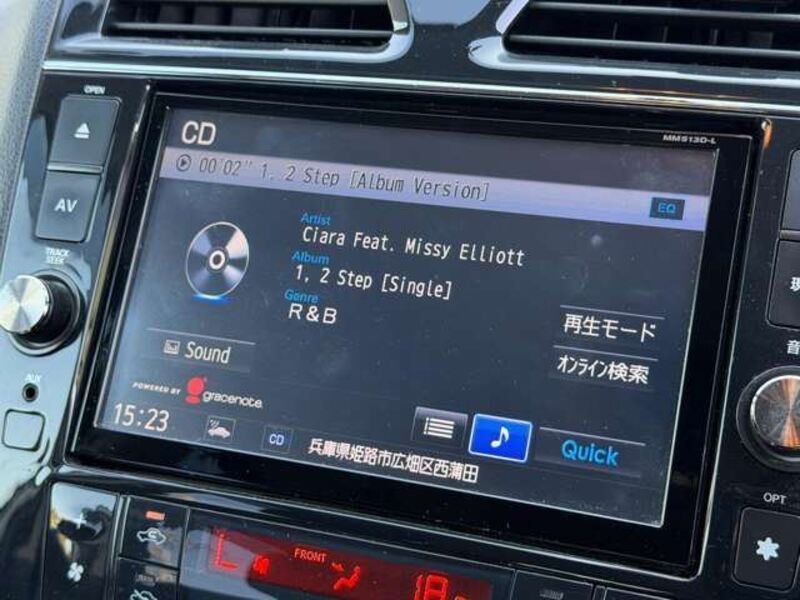 OPEN
CD
MM513D-L
00'02" 1, 2 Step [Album Version]
EQ
AV
Artist
Ciara Feat. Missy Elliott
Album
1, 2 Step [Single]
Genre
R&B
TRACK
SEEK
再生モード
Sound
オンライン検索
AUX
POWERED BY
gracenote.
15:23
CD
Quick
兵庫県姫路市広畑区西蒲田
現
音
OPT
L
FRONT
18